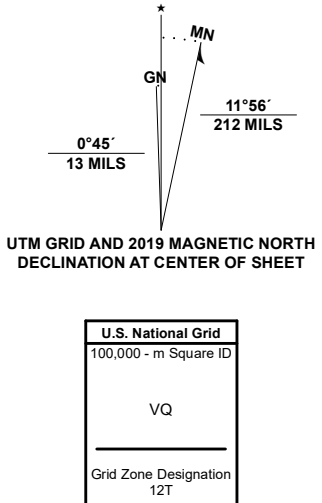 ★
MN
GN
11°56´
212 MILS
0°45´
13 MILS
UTM GRID AND 2019 MAGNETIC NORTH
DECLINATION AT CENTER OF SHEET
U.S. National Grid
100,000 - m Square ID
VQ
Grid Zone Designation
12T